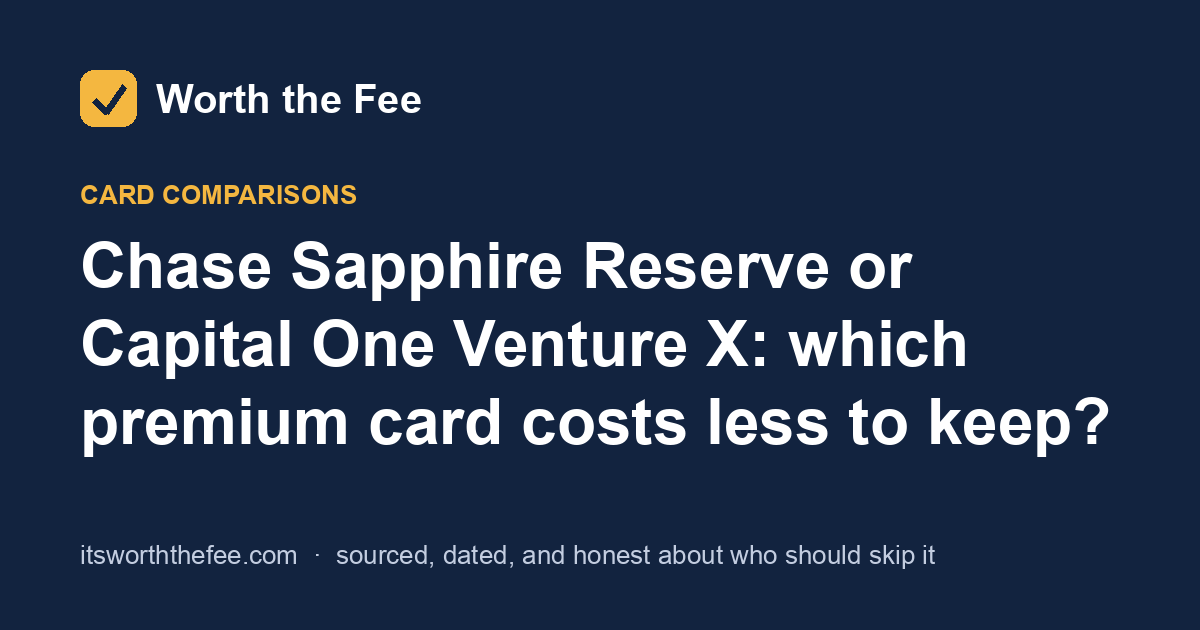 Worth the Fee
CARD COMPARISONS
Chase Sapphire Reserve or
Capital One Venture X: which
premium card costs less to keep?
itsworththefee.com · sourced, dated, and honest about who should skip it